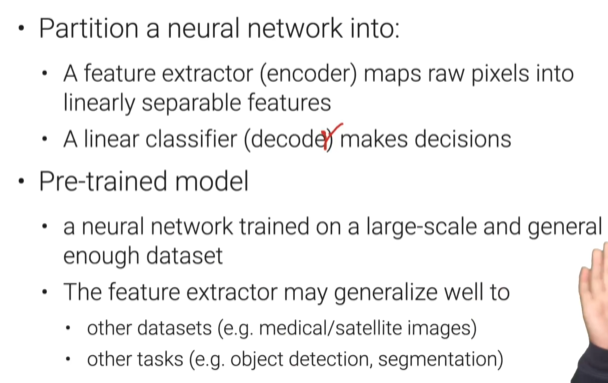 • Partition a neural network into:
• A feature extractor (encoder) maps raw pixels into
linearly separable features
• A linear classifier (decoder) makes decisions
• Pre-trained model
• a neural network trained on a large-scale and general
enough dataset
• The feature extractor may generalize well to
• other datasets (e.g. medical/satellite images)
• other tasks (e.g. object detection, segmentation)